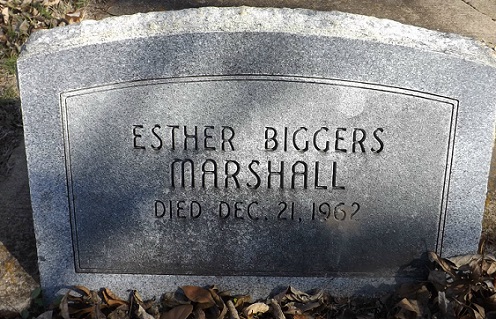 ESTHER BIGGERS
MARSHALL
DIED DEC. 21, 1962